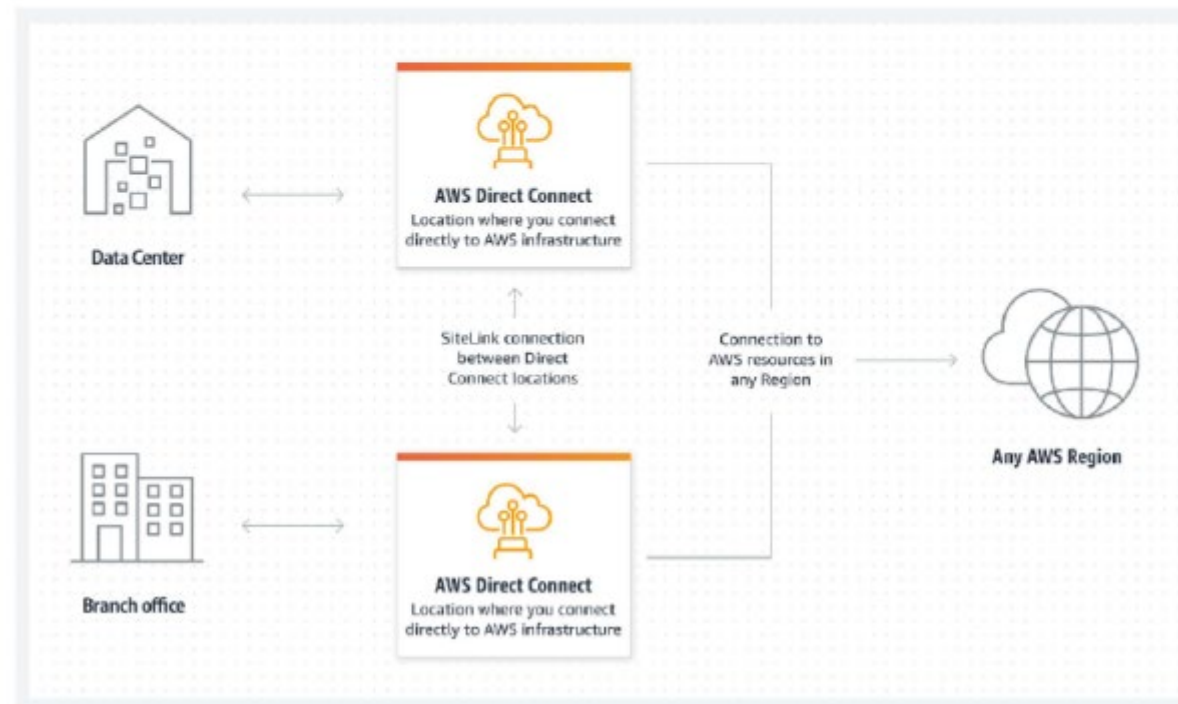 AWS Direct Connect
Location where you connect
directly to AWS infrastructure
Data Center
SiteLink connection
between Direct
Connect locations
Connection to
AWS resources in
any Region
Any AWS Region
AWS Direct Connect
Location where you connect
directly to AWS infrastructure
Branch office